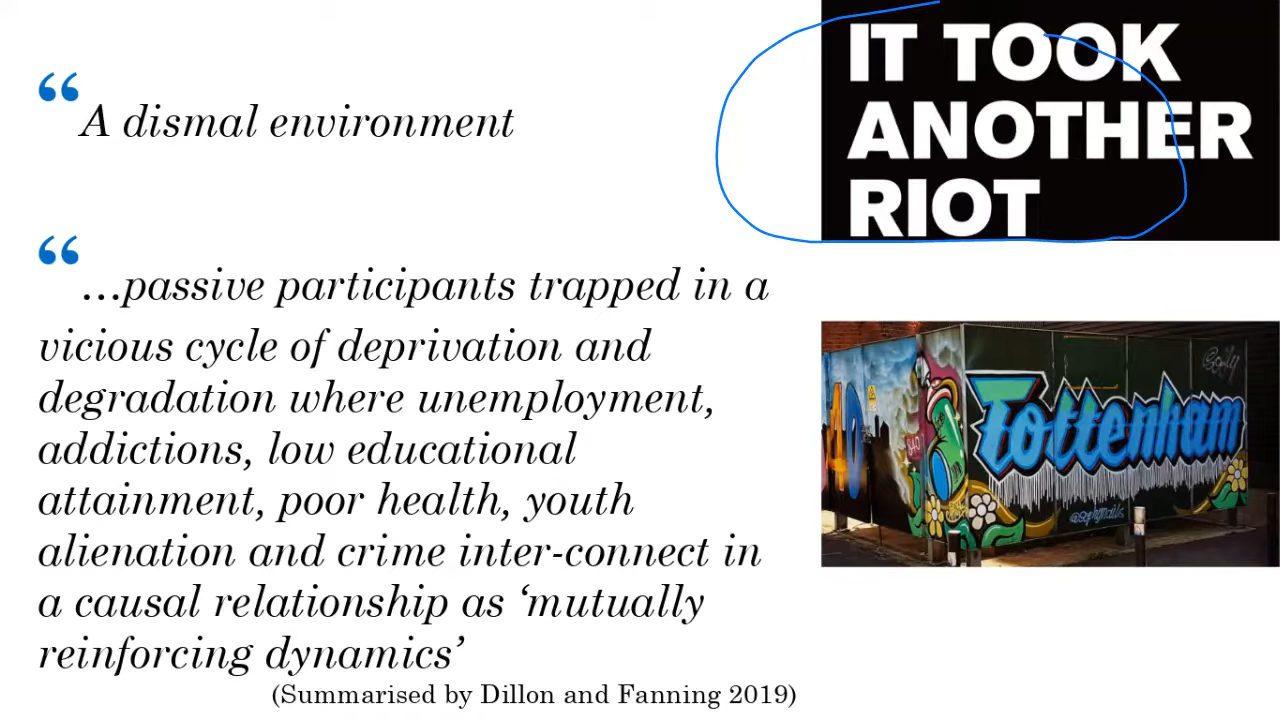 “A dismal environment
“…passive participants trapped in a
vicious cycle of deprivation and
degradation where unemployment,
addictions, low educational
attainment, poor health, youth
alienation and crime inter-connect in
a causal relationship as ‘mutually
reinforcing dynamics’
(Summarised by Dillon and Fanning 2019)
IT TOOK
ANOTHER
RIOT
Tottenham